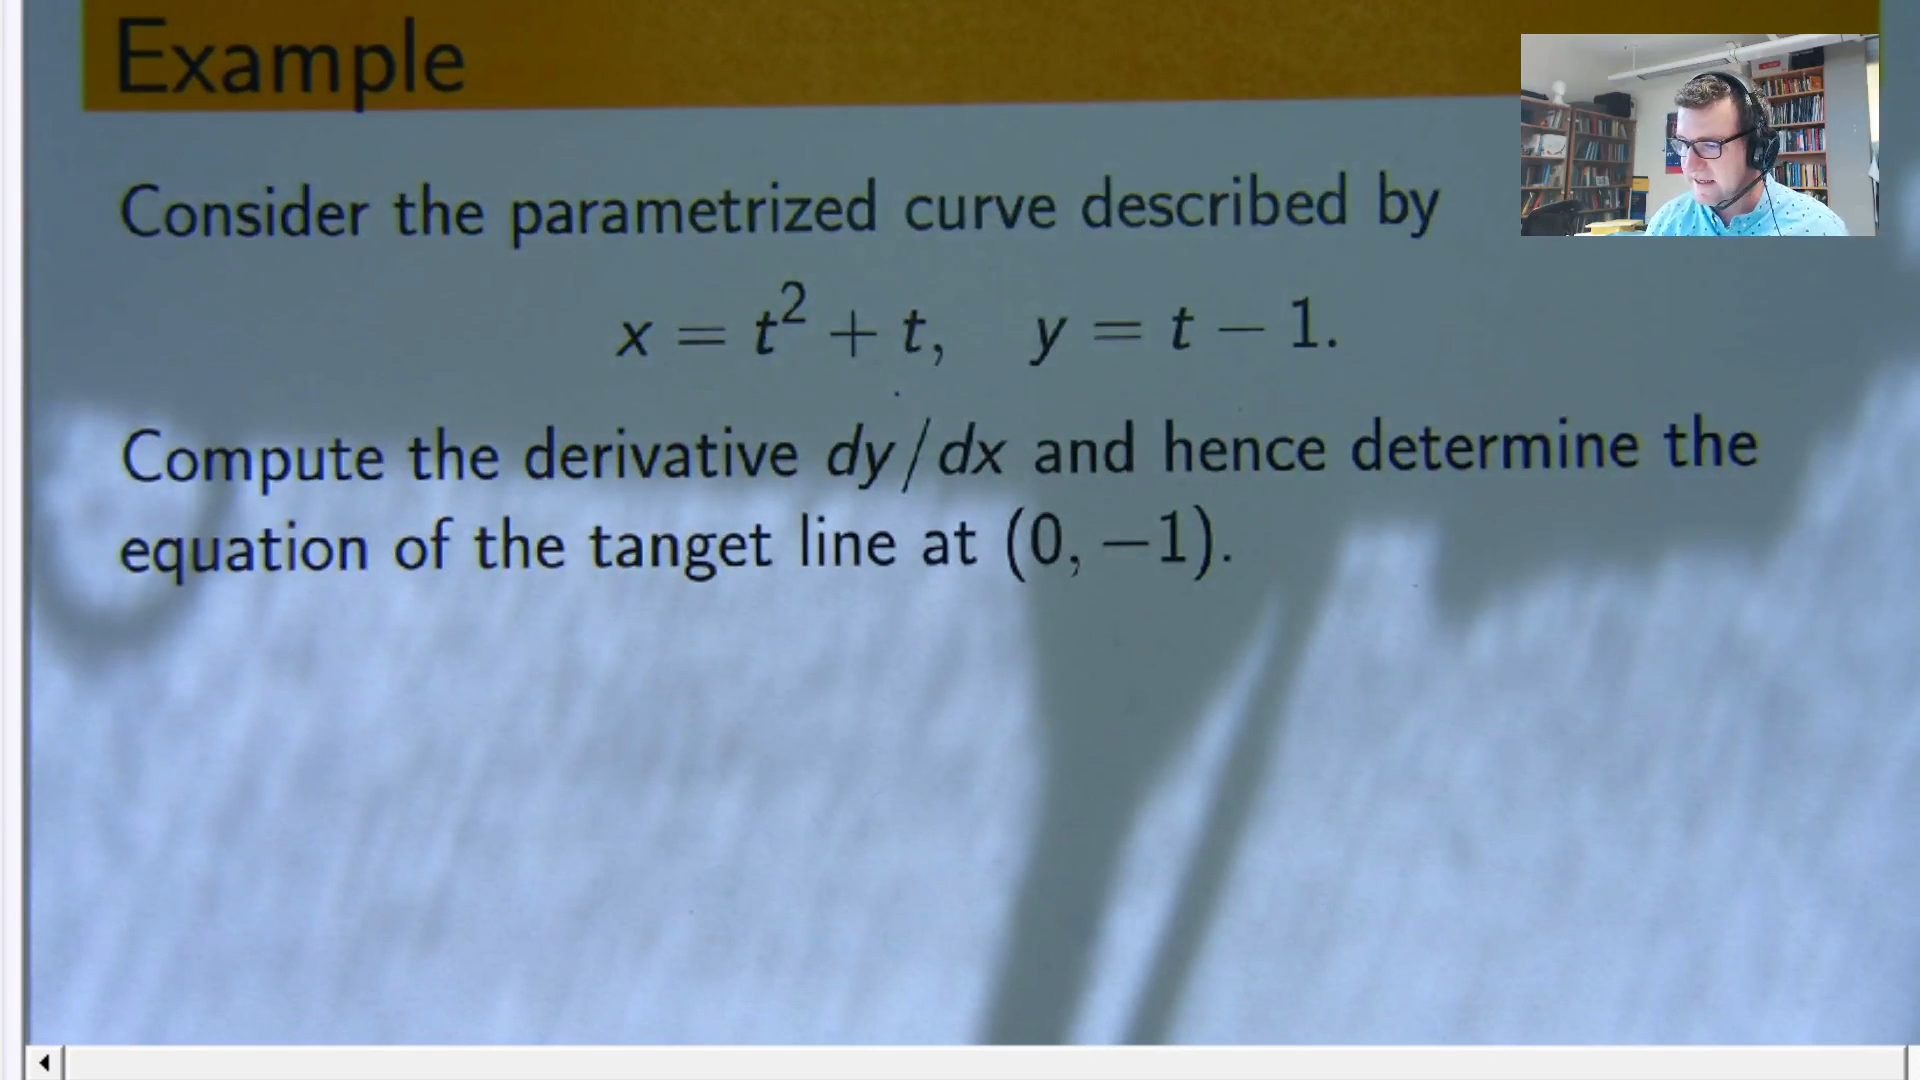 Example
Consider the parametrized curve described by
x = t² + t, y = t − 1.
Compute the derivative dy/dx and hence determine the
equation of the tanget line at (0, −1).